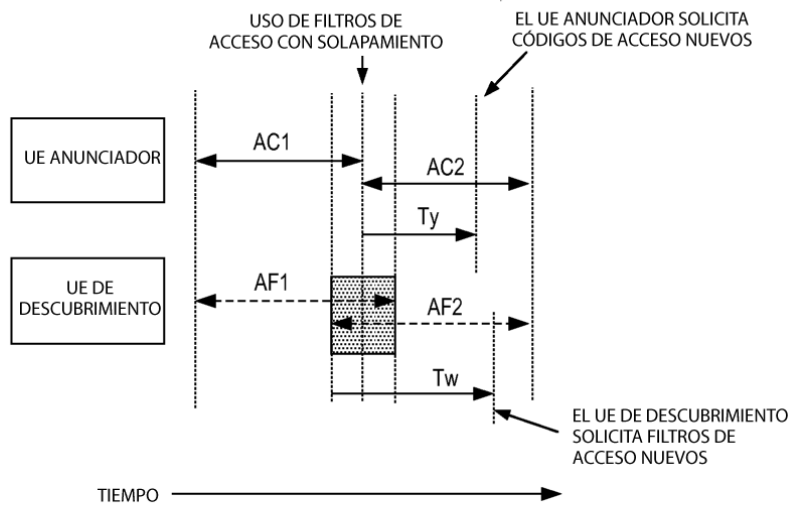 USO DE FILTROS DE
ACCESO CON SOLAPAMIENTO
EL UE ANUNCIADOR SOLICITA
CÓDIGOS DE ACCESO NUEVOS
UE ANUNCIADOR
AC1
AC2
Ty
UE DE
DESCUBRIMIENTO
AF1
AF2
Tw
EL UE DE DESCUBRIMIENTO
SOLICITA FILTROS DE
ACCESO NUEVOS
TIEMPO